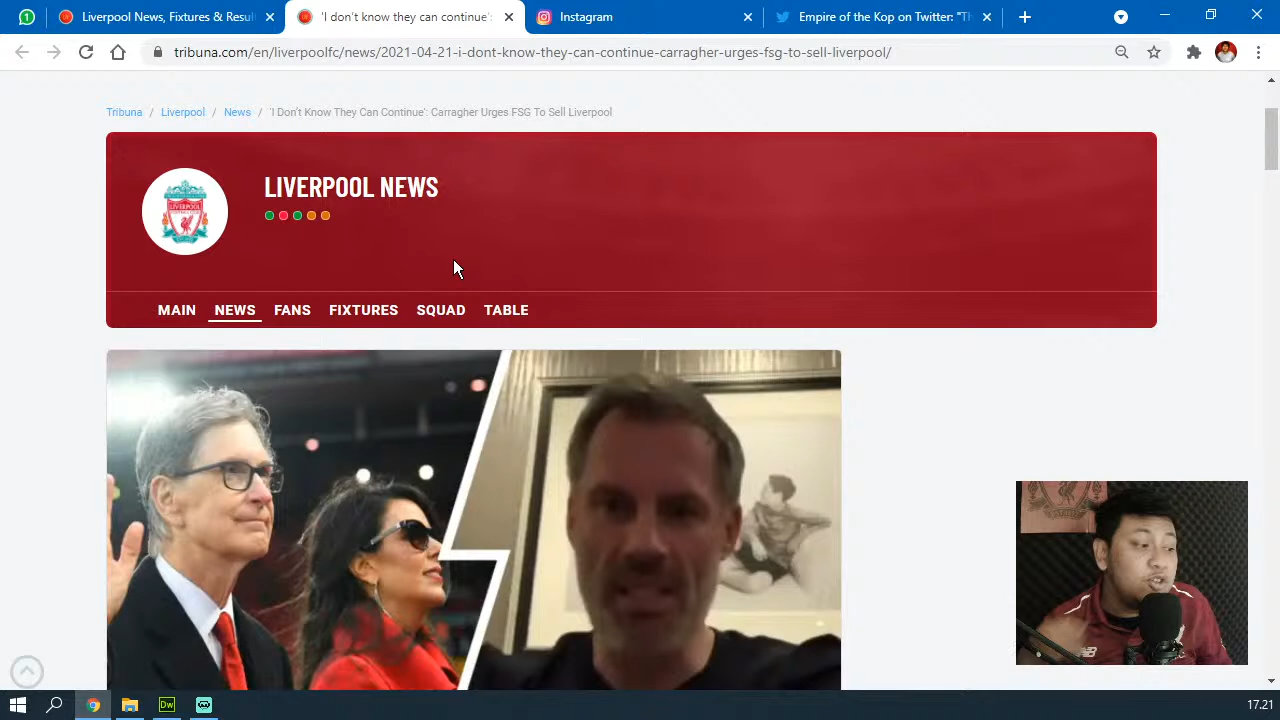 Liverpool News, Fixtures & Resul
'I don't know they can continue':
Instagram
Empire of the Kop on Twitter: "Th
tribuna.com/en/liverpoolfc/news/2021-04-21-i-dont-know-they-can-continue-carragher-urges-fsg-to-sell-liverpool/
Tribuna / Liverpool / News / 'I Don't Know They Can Continue': Carragher Urges FSG To Sell Liverpool
LIVERPOOL NEWS
MAIN NEWS FANS FIXTURES SQUAD TABLE
Dw
17.21